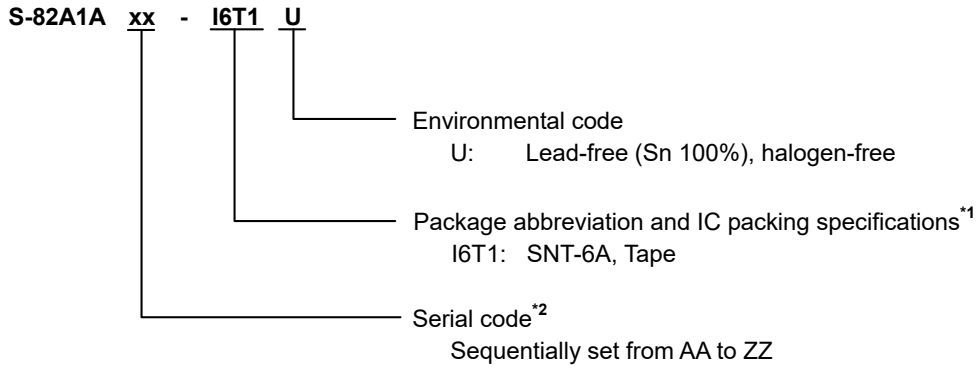 S-82A1A xx - I6T1 U
Environmental code
U: Lead-free (Sn 100%), halogen-free
Package abbreviation and IC packing specifications*1
I6T1: SNT-6A, Tape
Serial code*2
Sequentially set from AA to ZZ